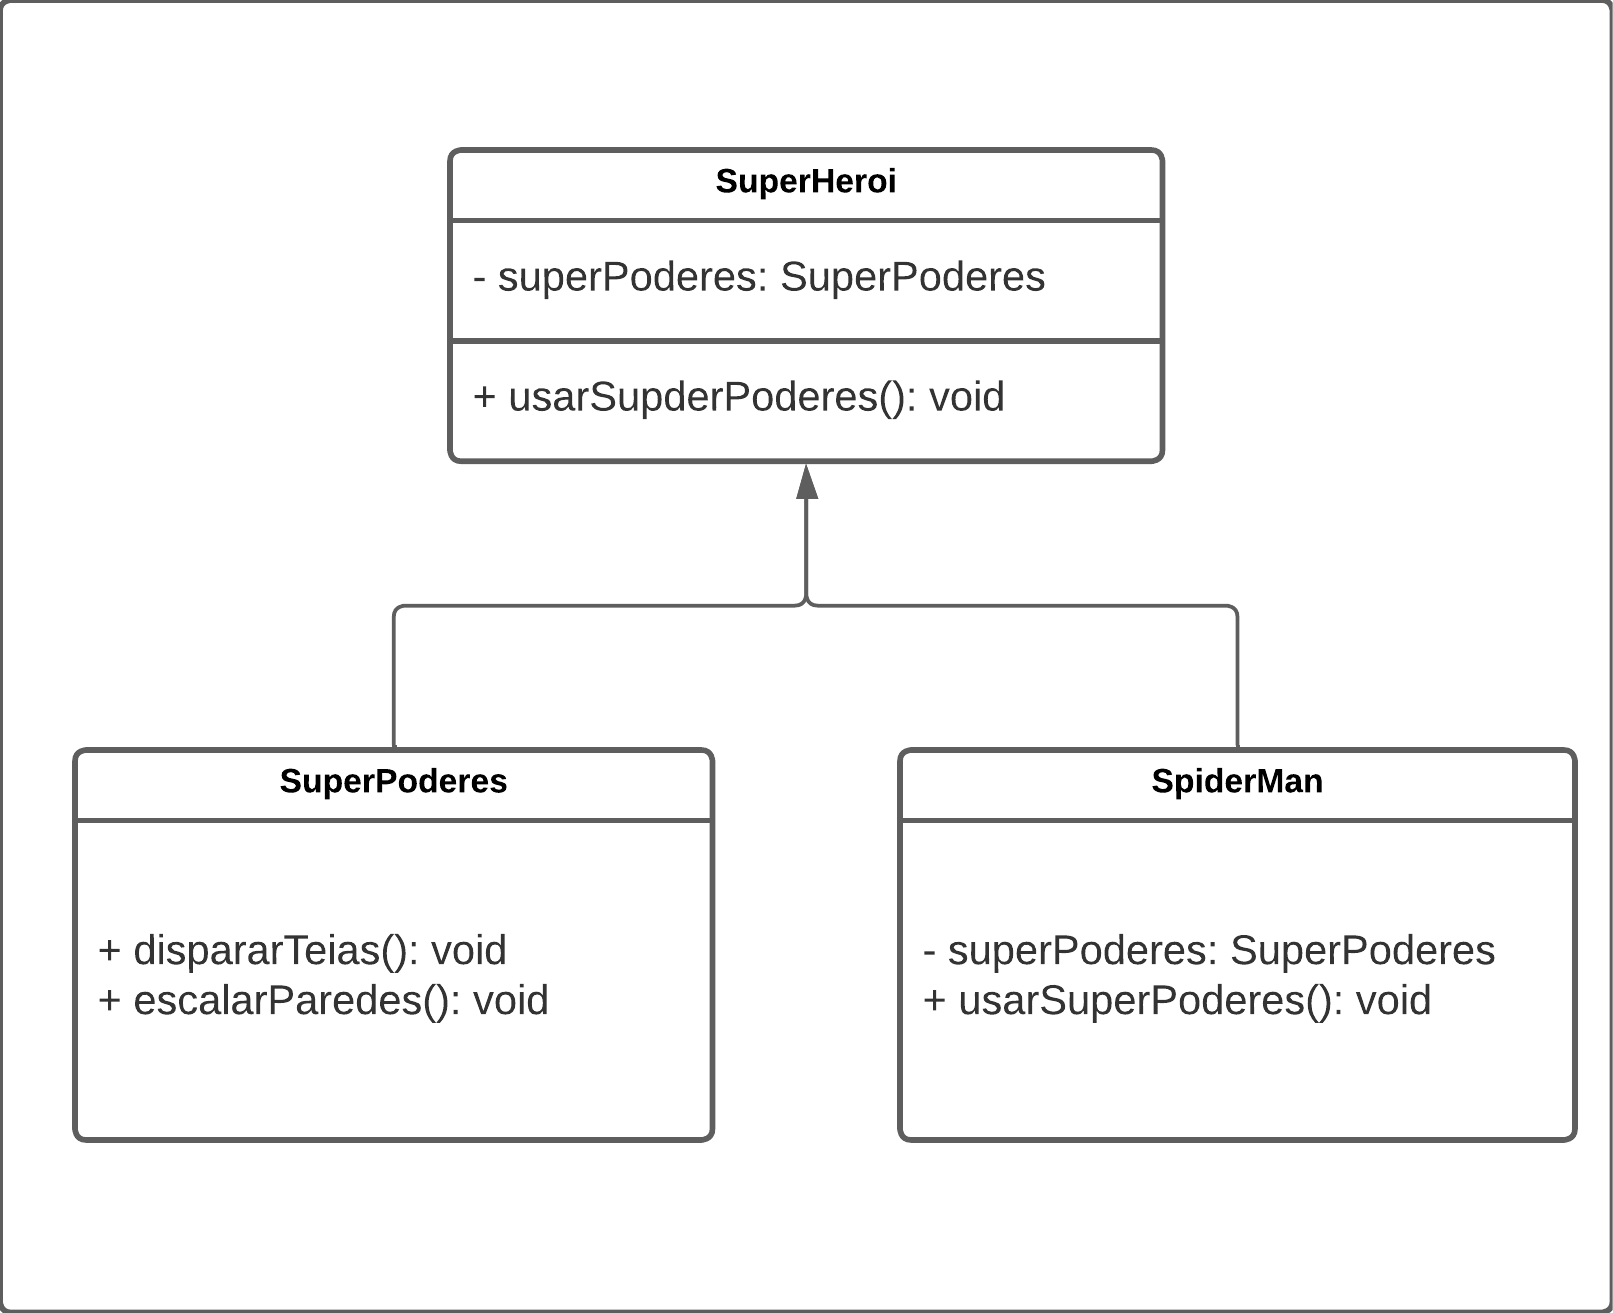 SuperHeroi
- superPoderes: SuperPoderes
+ usarSupderPoderes(): void
SuperPoderes
+ dispararTeias(): void
+ escalarParedes(): void
SpiderMan
- superPoderes: SuperPoderes
+ usarSuperPoderes(): void